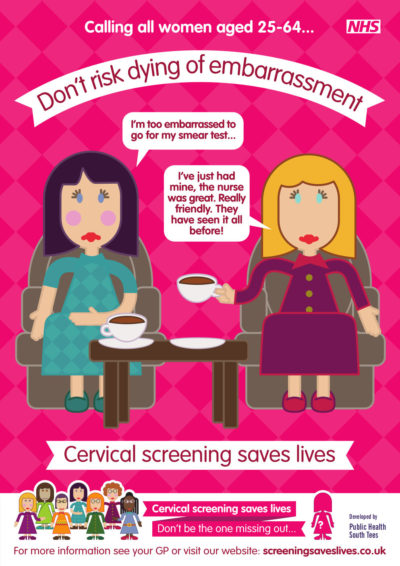 Calling all women aged 25-64...
NHS
Don't risk dying of embarrassment
I'm too embarrassed to
go for my smear test...
I've just had
mine, the nurse
was great. Really
friendly. They
have seen it all
before!
Cervical screening saves lives
Cervical screening saves lives
Don't be the one missing out...
?
Developed by
Public Health
South Tees
For more information see your GP or visit our website: screeningsaveslives.co.uk